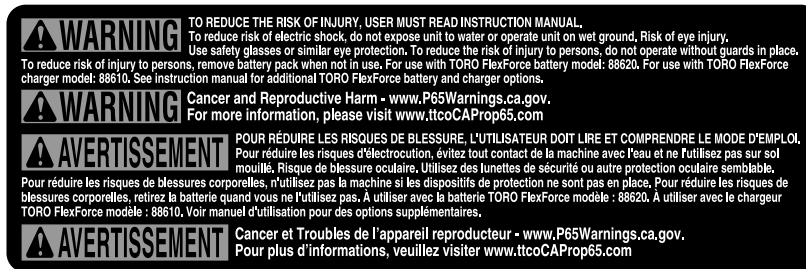 WARNING TO REDUCE THE RISK OF INJURY, USER MUST READ INSTRUCTION MANUAL.
To reduce risk of electric shock, do not expose unit to water or operate unit on wet ground. Risk of eye injury.
Use safety glasses or similar eye protection. To reduce the risk of injury to persons, do not operate without guards in place.
To reduce risk of injury to persons, remove battery pack when not in use. For use with TORO FlexForce battery model: 88620. For use with TORO FlexForce
charger model: 88610. See instruction manual for additional TORO FlexForce battery and charger options.
WARNING Cancer and Reproductive Harm - www.P65Warnings.ca.gov.
For more information, please visit www.ttcoCAProp65.com
AVERTISSEMENT POUR RÉDUIRE LES RISQUES DE BLESSURE, L'UTILISATEUR DOIT LIRE ET COMPRENDRE LE MODE D'EMPLOI.
Pour réduire les risques d'électrocution, évitez tout contact de la machine avec l'eau et ne l'utilisez pas sur sol
mouillé. Risque de blessure oculaire. Utilisez des lunettes de sécurité ou autre protection oculaire semblable.
Pour réduire les risques de blessures corporelles, n'utilisez pas la machine si les dispositifs de protection ne sont pas en place. Pour réduire les risques de
blessures corporelles, retirez la batterie quand vous ne l'utilisez pas. À utiliser avec la batterie TORO FlexForce modèle : 88620. À utiliser avec le chargeur
TORO FlexForce modèle : 88610. Voir manuel d'utilisation pour des options supplémentaires.
AVERTISSEMENT Cancer et Troubles de l'appareil reproducteur - www.P65Warnings.ca.gov.
Pour plus d'informations, veuillez visiter www.ttcoCAProp65.com